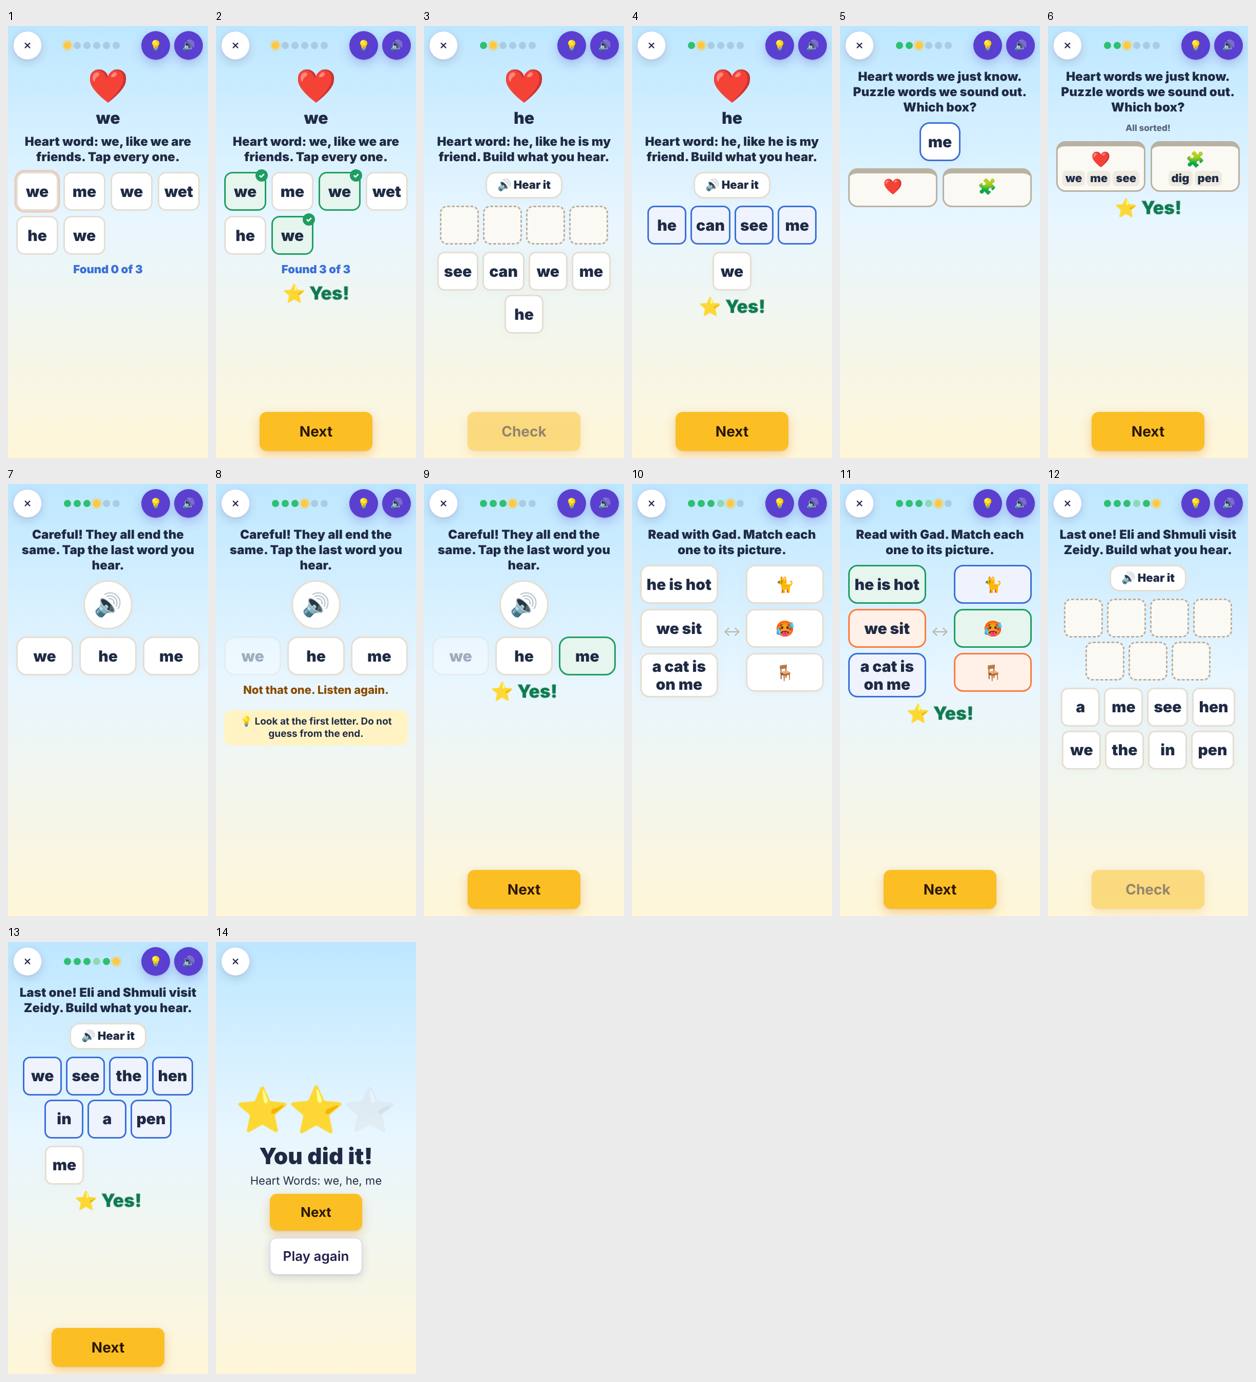 1
we
Heart word: we, like we are
friends. Tap every one.
we me we wet
he we
Found 0 of 3
2
we
Heart word: we, like we are
friends. Tap every one.
we me we wet
he we
Found 3 of 3
Yes!
Next
3
he
Heart word: he, like he is my
friend. Build what you hear.
Hear it
see can we me
he
Check
4
he
Heart word: he, like he is my
friend. Build what you hear.
Hear it
he can see me
we
Yes!
Next
5
Heart words we just know.
Puzzle words we sound out.
Which box?
me
6
Heart words we just know.
Puzzle words we sound out.
Which box?
All sorted!
we me see dig pen
Yes!
Next
7
Careful! They all end the
same. Tap the last word you
hear.
we he me
8
Careful! They all end the
same. Tap the last word you
hear.
we he me
Not that one. Listen again.
Look at the first letter. Do not
guess from the end.
9
Careful! They all end the
same. Tap the last word you
hear.
we he me
Yes!
Next
10
Read with Gad. Match each
one to its picture.
he is hot
we sit
a cat is
on me
11
Read with Gad. Match each
one to its picture.
he is hot
we sit
a cat is
on me
Yes!
Next
12
Last one! Eli and Shmuli visit
Zeidy. Build what you hear.
Hear it
a me see hen
we the in pen
Check
13
Last one! Eli and Shmuli visit
Zeidy. Build what you hear.
Hear it
we see the hen
in a pen
me
Yes!
Next
14
You did it!
Heart Words: we, he, me
Next
Play again